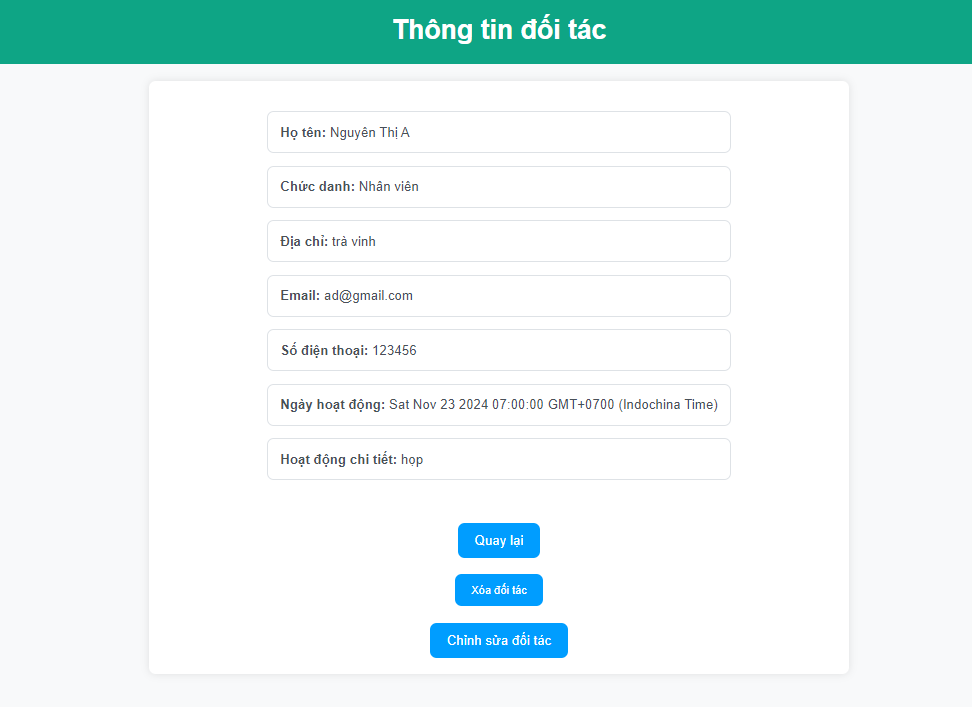 Thông tin đối tác
Họ tên: Nguyên Thị A
Chức danh: Nhân viên
Địa chỉ: trà vinh
Email: ad@gmail.com
Số điện thoại: 123456
Ngày hoạt động: Sat Nov 23 2024 07:00:00 GMT+0700 (Indochina Time)
Hoạt động chi tiết: họp
Quay lại
Xóa đối tác
Chỉnh sửa đối tác